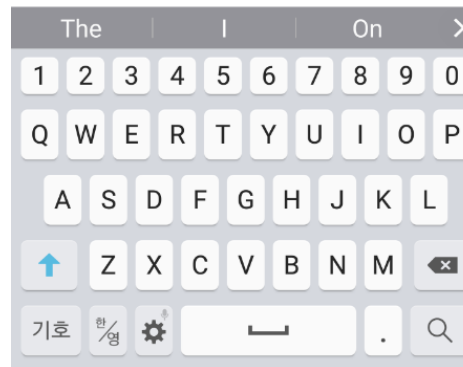 The I On
1 2 3 4 5 6 7 8 9 0
Q W E R T Y U I O P
A S D F G H J K L
Z X C V B N M
기호 한/영 .